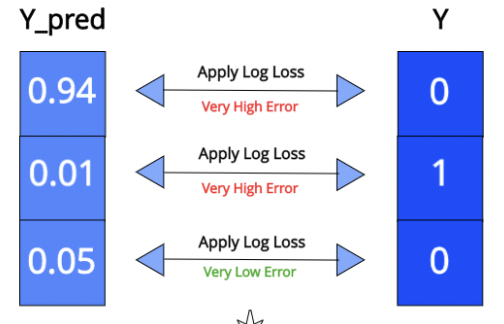 Y_pred
Y
0.94
Apply Log Loss
Very High Error
0
0.01
Apply Log Loss
Very High Error
1
0.05
Apply Log Loss
Very Low Error
0